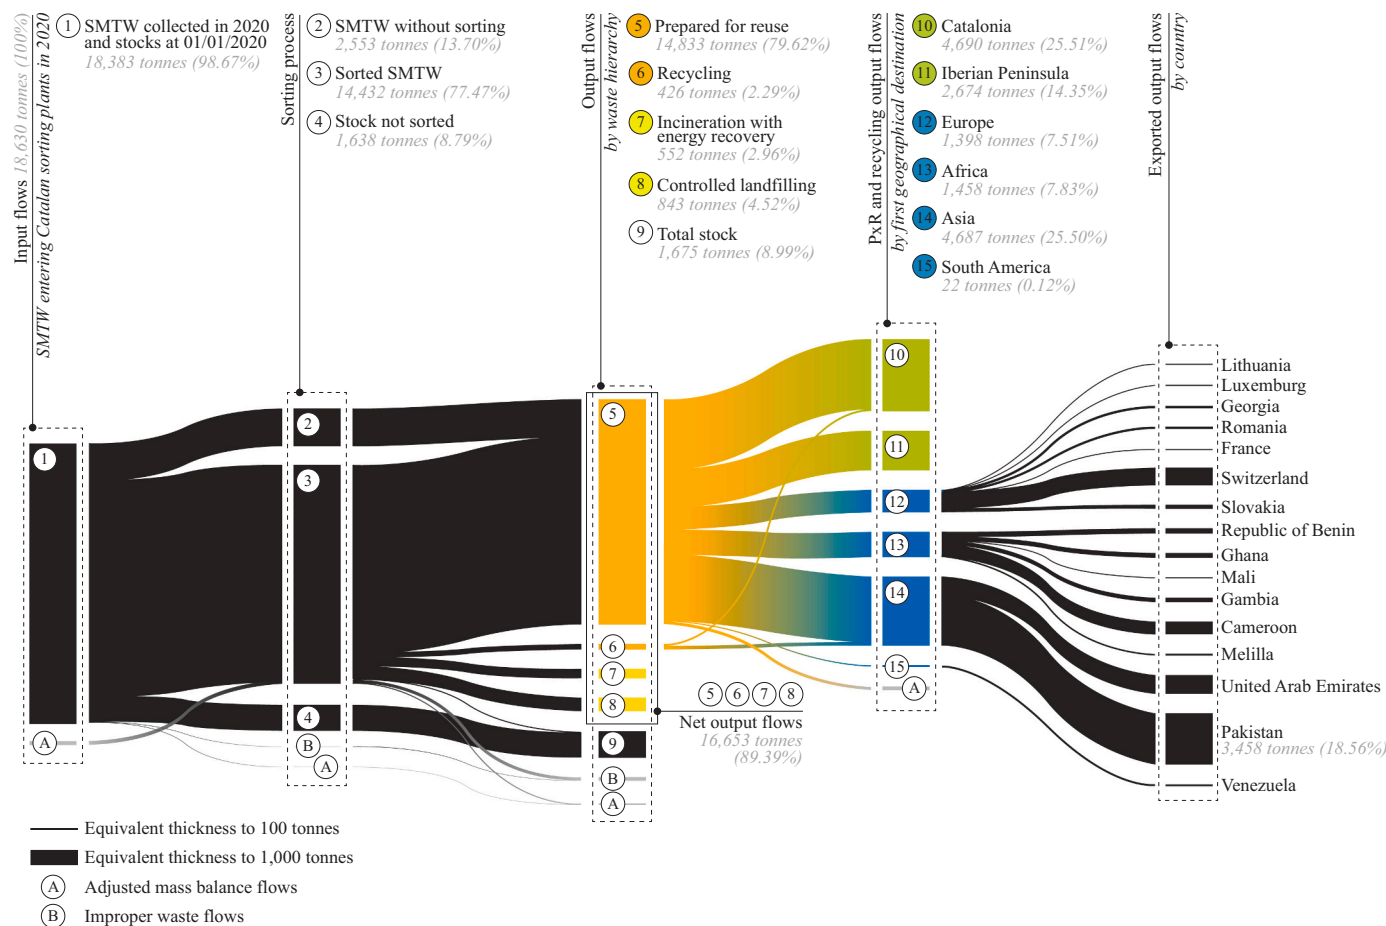 Input flows 18,630 tonnes (100%)
SMTW entering Catalan sorting plants in 2020
1 SMTW collected in 2020
and stocks at 01/01/2020
18,383 tonnes (98.67%)
Sorting process
2 SMTW without sorting
2,553 tonnes (13.70%)
3 Sorted SMTW
14,432 tonnes (77.47%)
4 Stock not sorted
1,638 tonnes (8.79%)
Output flows
by waste hierarchy
5 Prepared for reuse
14,833 tonnes (79.62%)
6 Recycling
426 tonnes (2.29%)
7 Incineration with
energy recovery
552 tonnes (2.96%)
8 Controlled landfilling
843 tonnes (4.52%)
9 Total stock
1,675 tonnes (8.99%)
PxR and recycling output flows
by first geographical destination
10 Catalonia
4,690 tonnes (25.51%)
11 Iberian Peninsula
2,674 tonnes (14.35%)
12 Europe
1,398 tonnes (7.51%)
13 Africa
1,458 tonnes (7.83%)
14 Asia
4,687 tonnes (25.50%)
15 South America
22 tonnes (0.12%)
Exported output flows
by country
1
A
2
3
4
B
A
5
6
7
8
9
B
A
5 6 7 8
Net output flows
16,653 tonnes
(89.39%)
10
11
12
13
14
15
A
Lithuania
Luxemburg
Georgia
Romania
France
Switzerland
Slovakia
Republic of Benin
Ghana
Mali
Gambia
Cameroon
Melilla
United Arab Emirates
Pakistan
3,458 tonnes (18.56%)
Venezuela
Equivalent thickness to 100 tonnes
Equivalent thickness to 1,000 tonnes
A Adjusted mass balance flows
B Improper waste flows